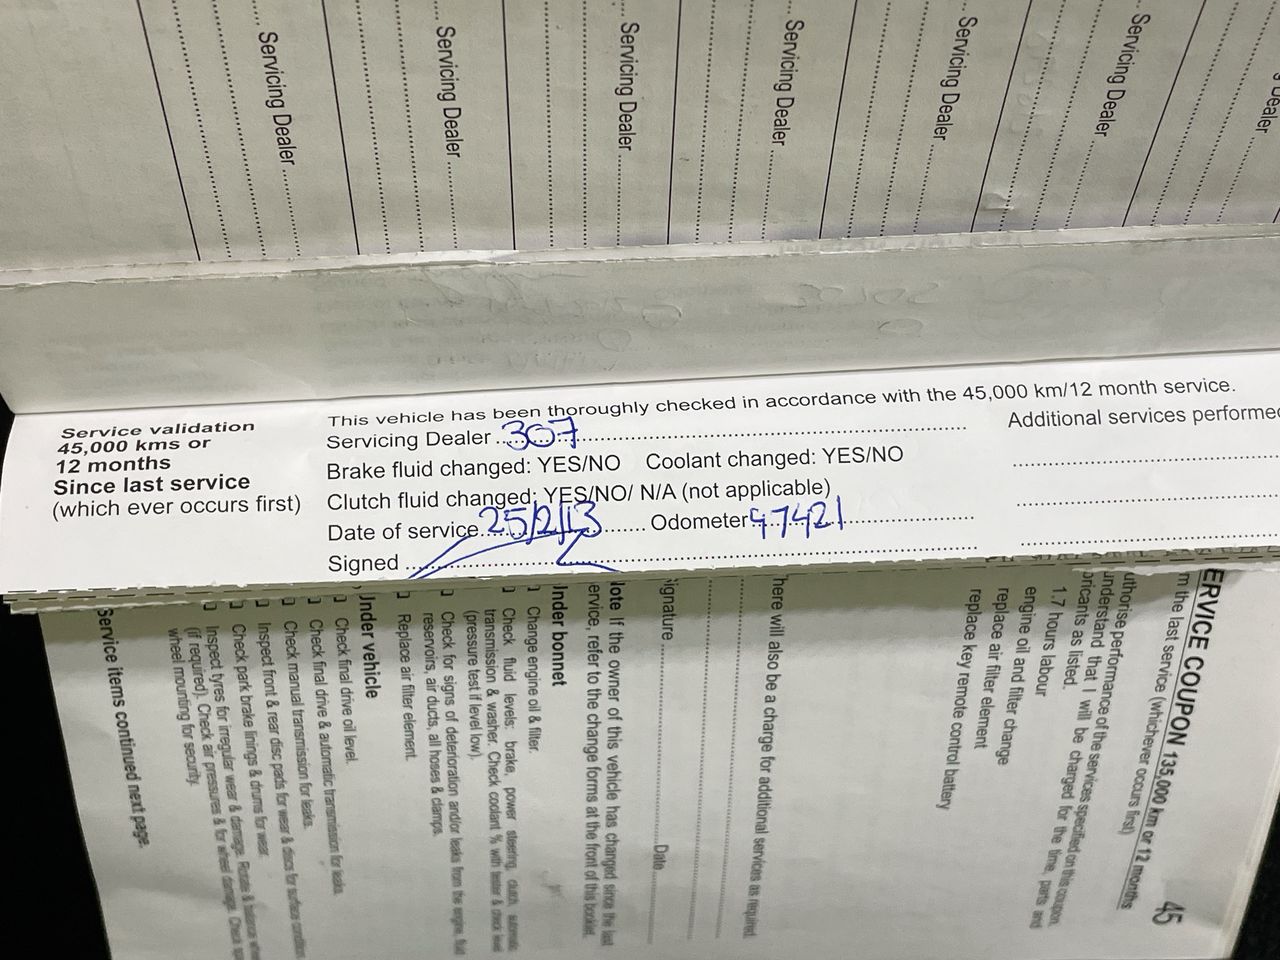 Servicing Dealer
Servicing Dealer
Servicing Dealer
Servicing Dealer
Servicing Dealer
Servicing Dealer
Dealer
Service validation
45,000 kms or
12 months
Since last service
(which ever occurs first)
This vehicle has been thoroughly checked in accordance with the 45,000 km/12 month service.
Servicing Dealer 307
Brake fluid changed: YES/NO Coolant changed: YES/NO
Clutch fluid changed: YES/NO/ N/A (not applicable)
Date of service 25/2/13 Odometer 47421
Signed
Additional services performe
45
ERVICE COUPON 135,000 km or 12 months
m the last service (whichever occurs first)
uthorise performance of the services specified on this coupon.
understand that I will be charged for the time, parts and
bricants as listed.
1.7 hours labour
engine oil and filter change
replace air filter element
replace key remote control battery
here will also be a charge for additional services as required.
ignature Date
Note If the owner of this vehicle has changed since the last
ervice, refer to the change forms at the front of this booklet.
Under bonnet
Change engine oil & filter.
Check fluid levels: brake, power steering, clutch, automatic
transmission & washer. Check coolant % with tester & check level
(pressure test if level low).
Check for signs of deterioration and/or leaks from the engine, fluid
reservoirs, air ducts, all hoses & clamps.
Replace air filter element.
Under vehicle
Check final drive oil level.
Check final drive & automatic transmission for leaks.
Check manual transmission for leaks.
Inspect front & rear disc pads for wear & discs for surface condition
Check park brake linings & drums for wear.
Inspect tyres for irregular wear & damage. Rotate & balance
(if required). Check air pressures & for wheel damage. Check
wheel mounting for security.
Service items continued next page.